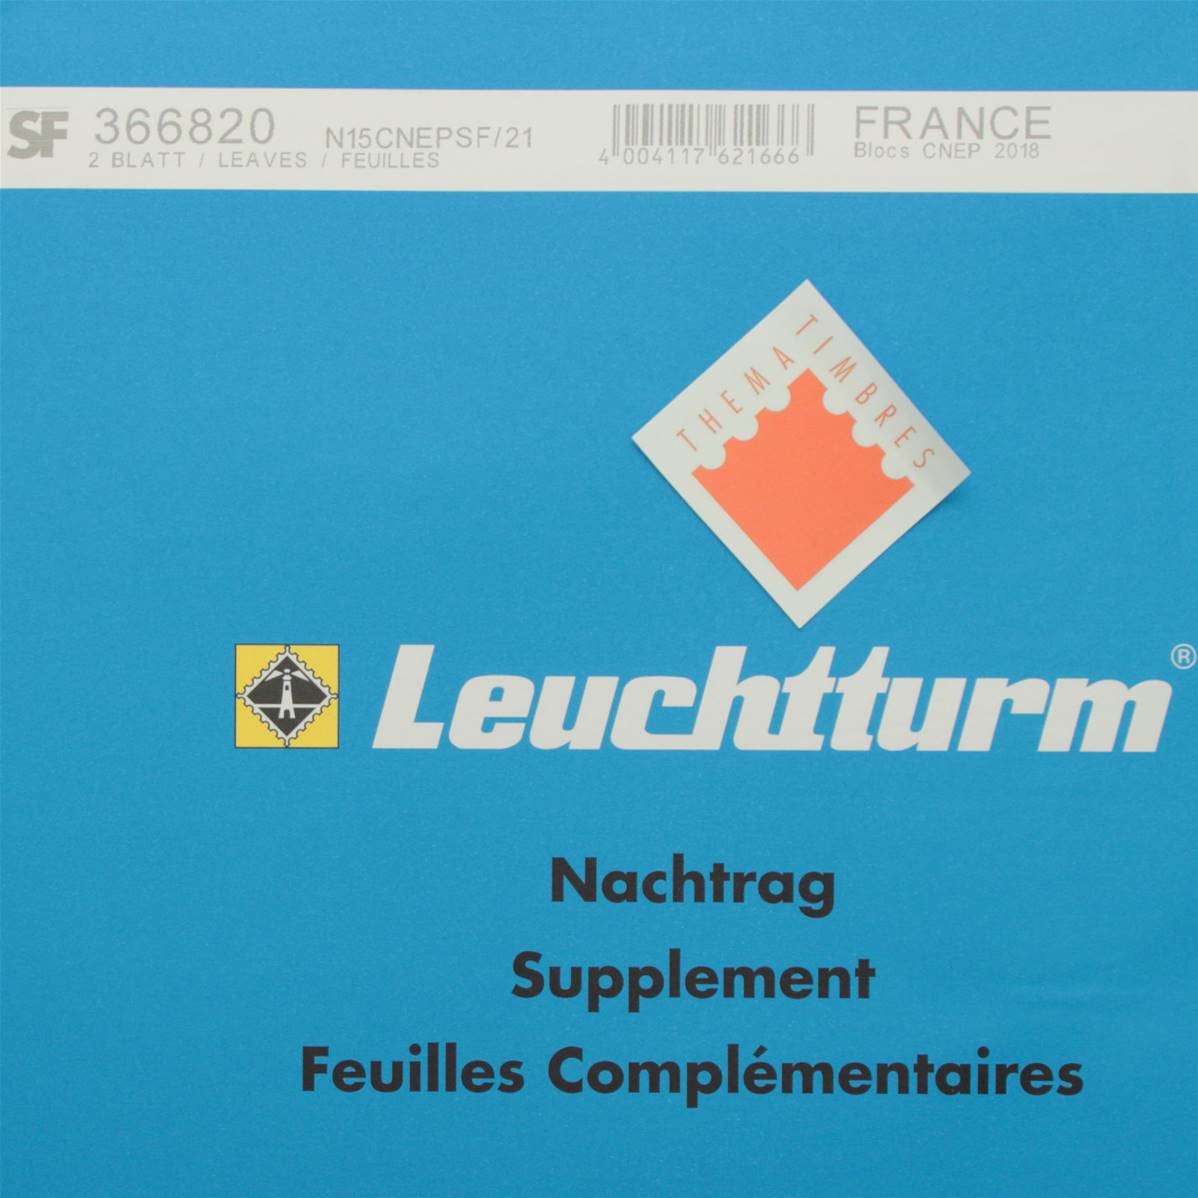 SF 366820 N15CNEPSF/21
2 BLATT / LEAVES / FEUILLES
4 004117 621666
FRANCE
Blocs CNEP 2018
THEMA TIMBRES
Leuchtturm®
Nachtrag
Supplement
Feuilles Complémentaires